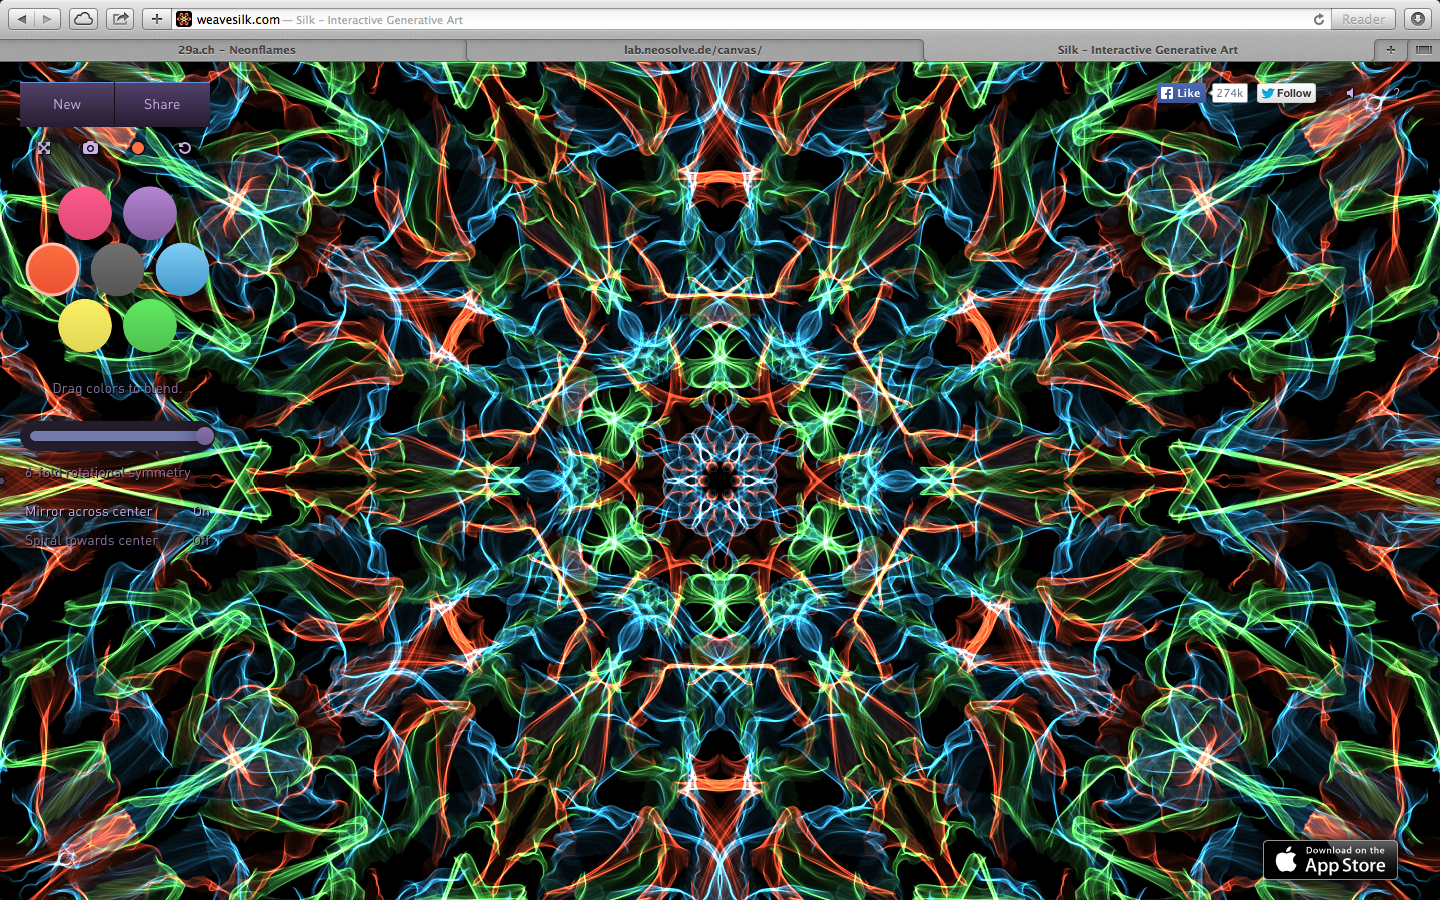 weavesilk.com — Silk – Interactive Generative Art
Reader
29a.ch – Neonflames
lab.neosolve.de/canvas/
Silk – Interactive Generative Art
New
Share
Like
274k
Follow
?
Drag colors to blend.
6-fold rotational symmetry
Mirror across center On
Spiral towards center Off
Download on the
App Store